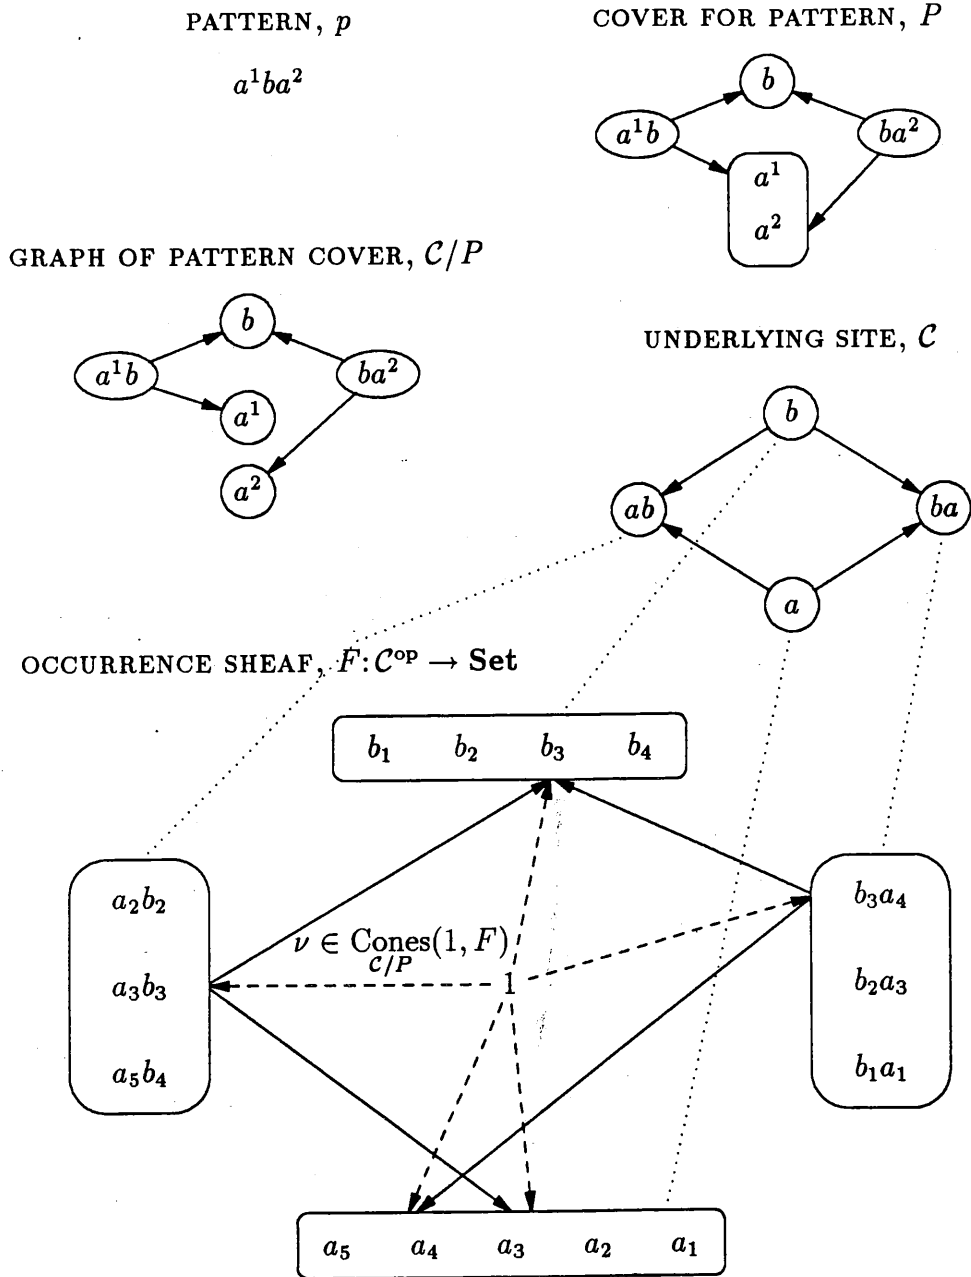 PATTERN, p
a¹ba²
COVER FOR PATTERN, P
b
a¹b
ba²
a¹
a²
GRAPH OF PATTERN COVER, 𝒞/P
b
a¹b
ba²
a¹
a²
UNDERLYING SITE, 𝒞
b
ab
ba
a
OCCURRENCE SHEAF, F: 𝒞ᵒᵖ → Set
b₁ b₂ b₃ b₄
a₂b₂
a₃b₃
a₅b₄
ν ∈ Cones(1, F)
𝒞/P
1
b₃a₄
b₂a₃
b₁a₁
a₅ a₄ a₃ a₂ a₁